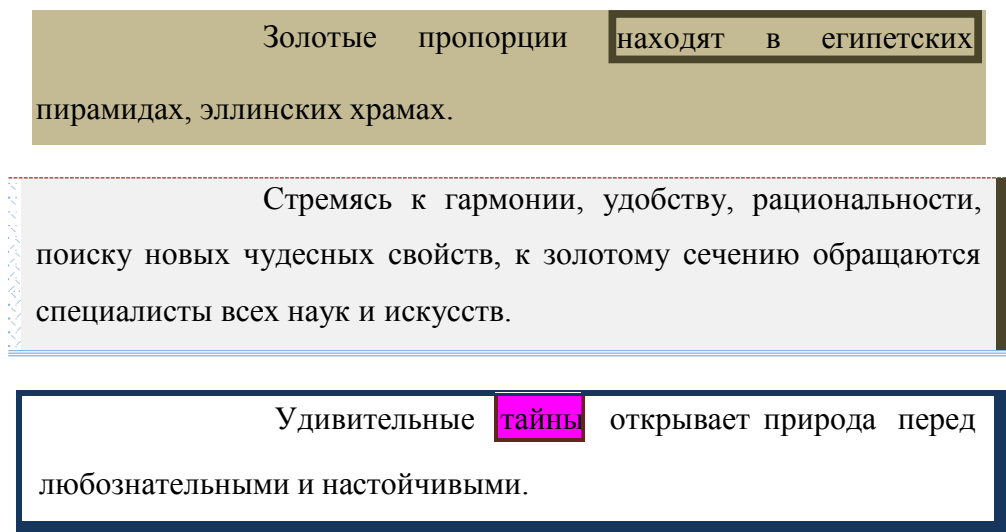 Золотые пропорции находят в египетских
пирамидах, эллинских храмах.
Стремясь к гармонии, удобству, рациональности,
поиску новых чудесных свойств, к золотому сечению обращаются
специалисты всех наук и искусств.
Удивительные тайны открывает природа перед
любознательными и настойчивыми.